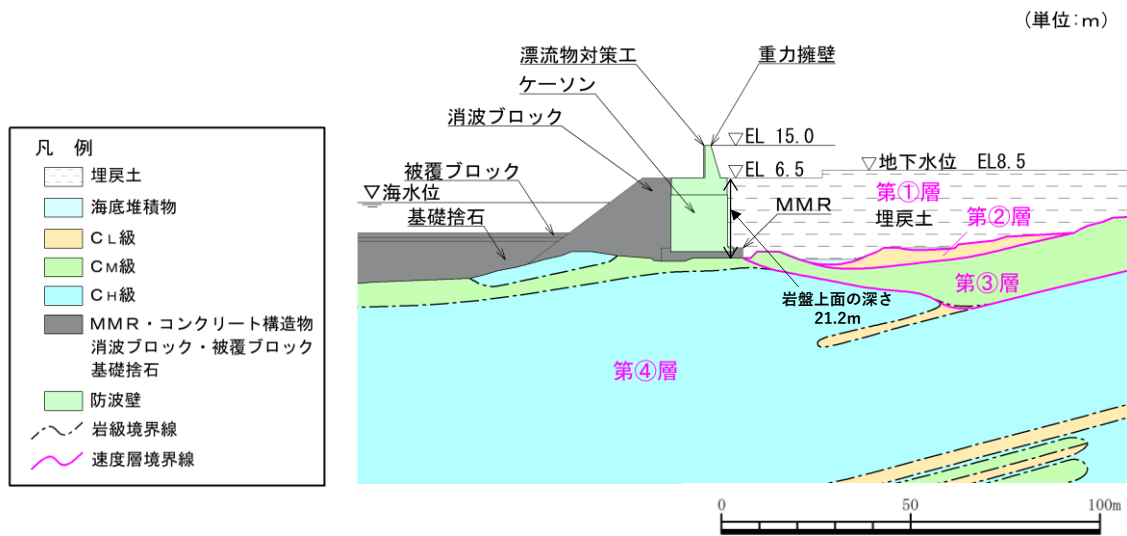 (単位:m)
漂流物対策工
重力擁壁
ケーソン
消波ブロック
▽EL 15.0
凡 例
埋戻土
海底堆積物
CL級
CM級
CH級
MMR・コンクリート構造物
消波ブロック・被覆ブロック
基礎捨石
防波壁
岩級境界線
速度層境界線
被覆ブロック
▽EL 6.5
▽地下水位 EL8.5
▽海水位
第①層
基礎捨石
MMR
埋戻土
第②層
第③層
岩盤上面の深さ
21.2m
第④層
0
50
100m